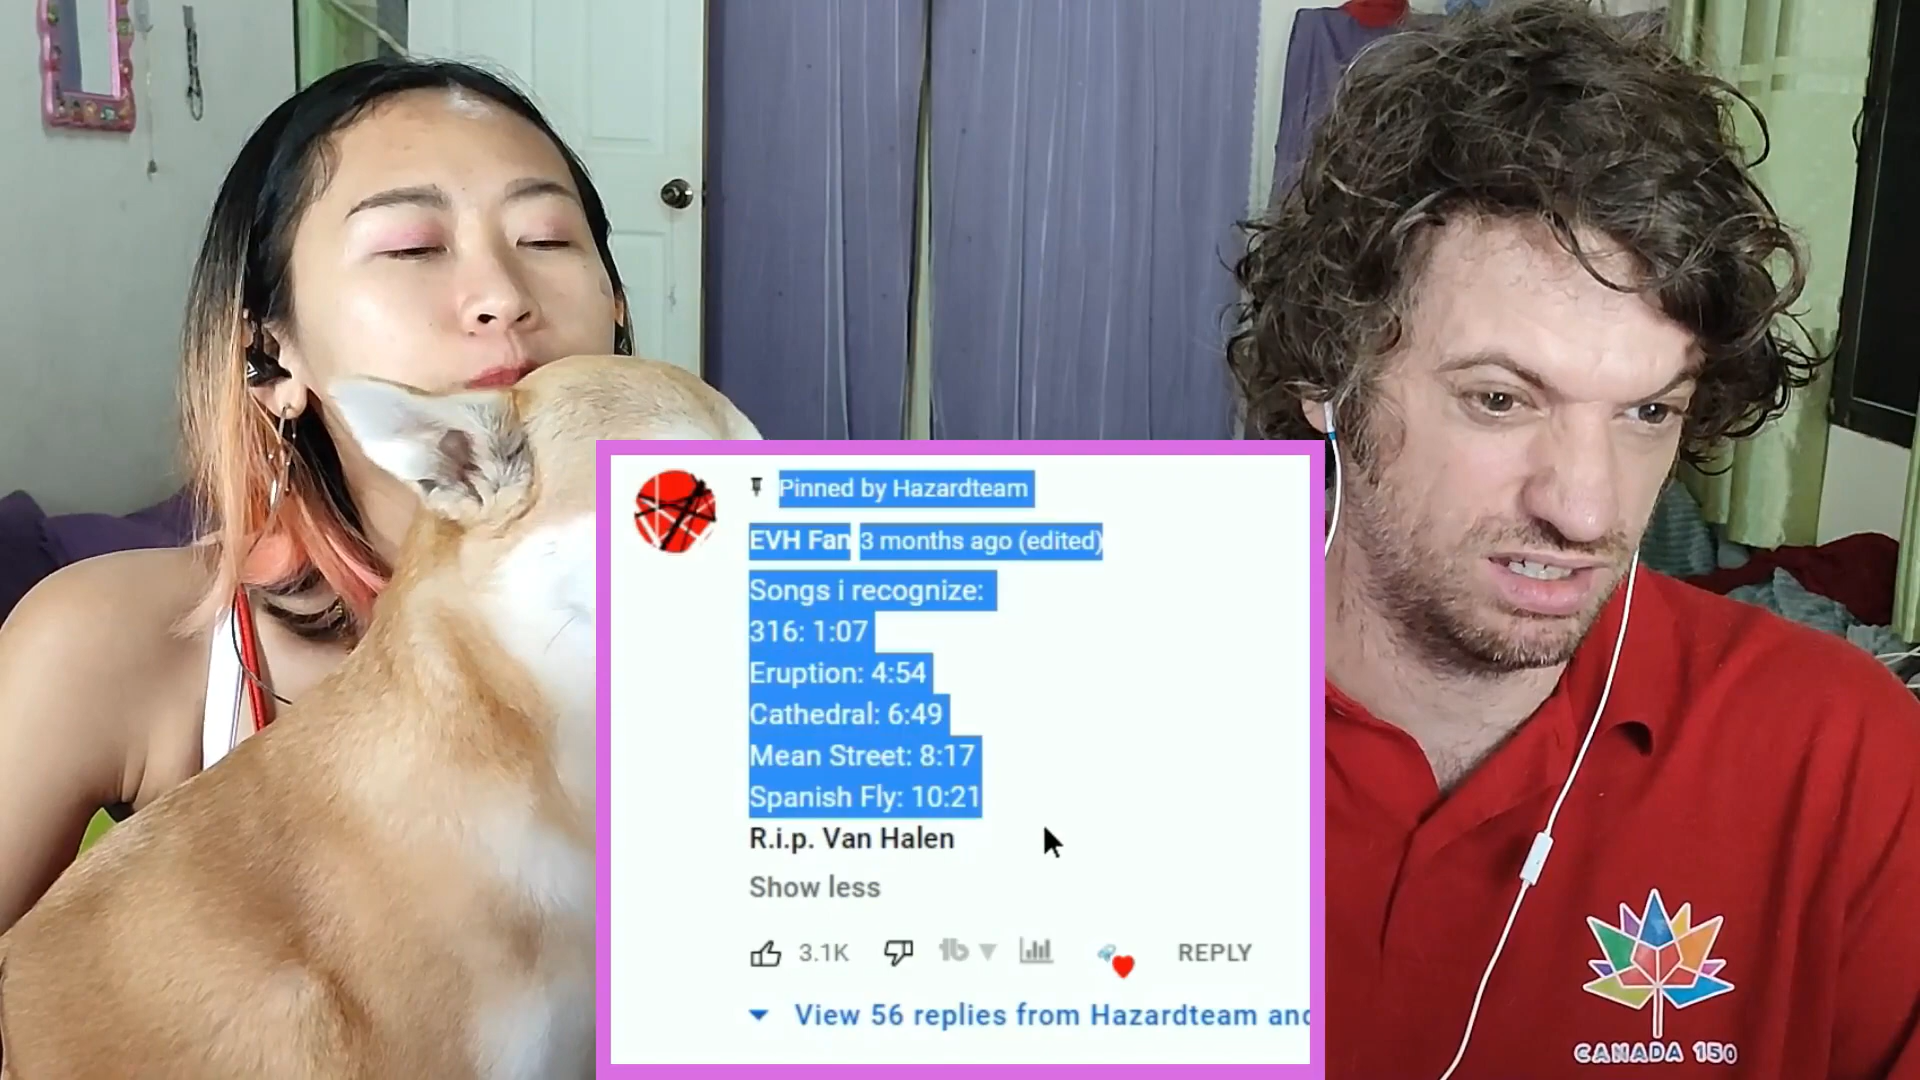 Pinned by Hazardteam
EVH Fan 3 months ago (edited)
Songs i recognize:
316: 1:07
Eruption: 4:54
Cathedral: 6:49
Mean Street: 8:17
Spanish Fly: 10:21
R.i.p. Van Halen
Show less
3.1K REPLY
View 56 replies from Hazardteam and
CANADA 150